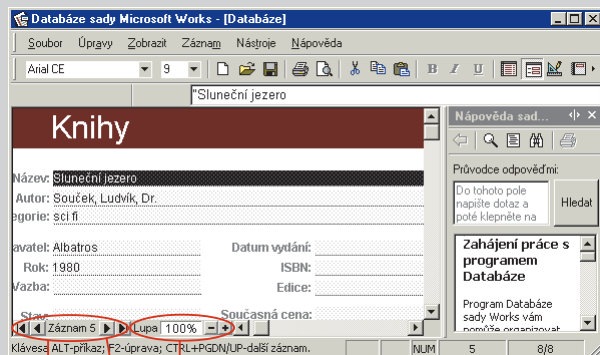 Databáze sady Microsoft Works - [Databáze]
Soubor Úpravy Zobrazit Záznam Nástroje Nápověda
Arial CE 9 B I U
"Sluneční jezero
Knihy
Název: Sluneční jezero
Autor: Souček, Ludvík, Dr.
egorie: sci fi
avatel: Albatros Datum vydání:
Rok: 1980 ISBN:
Vazba: Edice:
Stav: Současná cena:
Záznam 5 Lupa 100%
Klávesa ALT-příkaz; F2-úprava; CTRL+PGDN/UP-další záznam. NUM 5 8/8
Nápověda sad...
Průvodce odpověďmi:
Do tohoto pole
napište dotaz a
poté klepněte na
Hledat
Zahájení práce s
programem
Databáze
Program Databáze
sady Works vám
pomůže organizovat